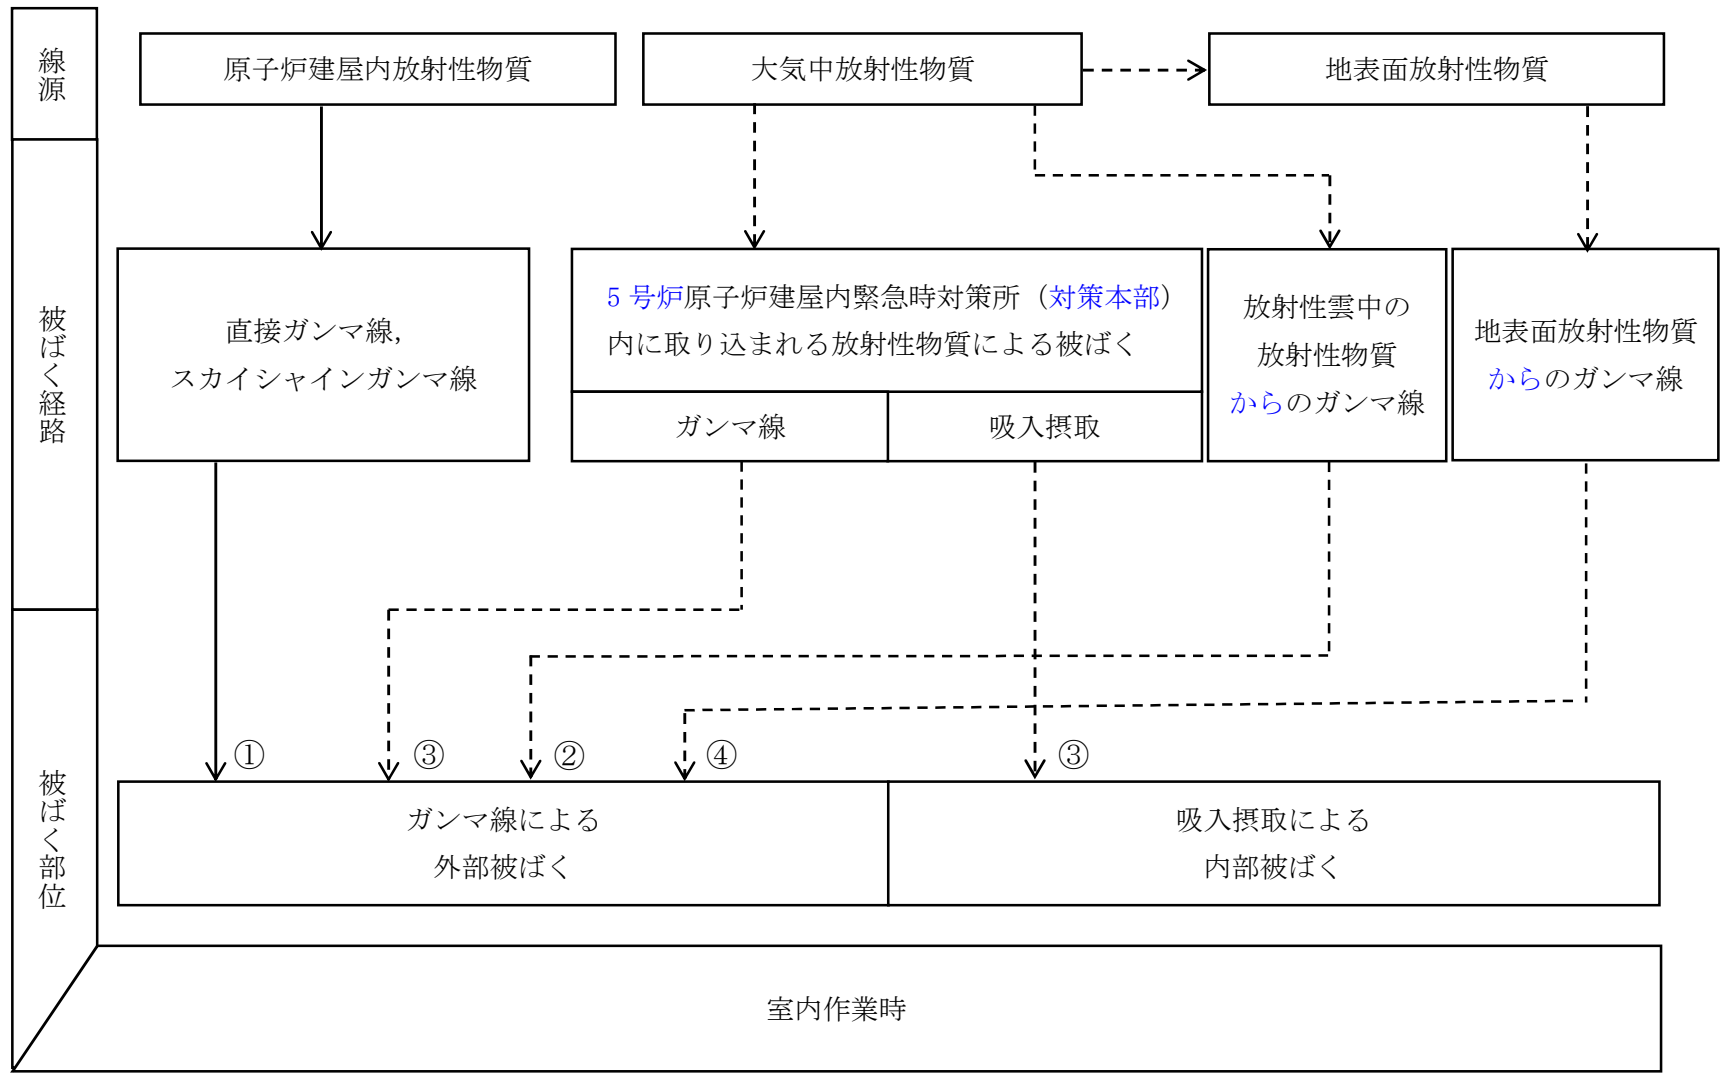 線源
原子炉建屋内放射性物質
大気中放射性物質
地表面放射性物質
被ばく経路
直接ガンマ線,
スカイシャインガンマ線
5 号炉原子炉建屋内緊急時対策所（対策本部）
内に取り込まれる放射性物質による被ばく
ガンマ線
吸入摂取
放射性雲中の
放射性物質
からのガンマ線
地表面放射性物質
からのガンマ線
被ばく部位
①
③
②
④
③
ガンマ線による
外部被ばく
吸入摂取による
内部被ばく
室内作業時